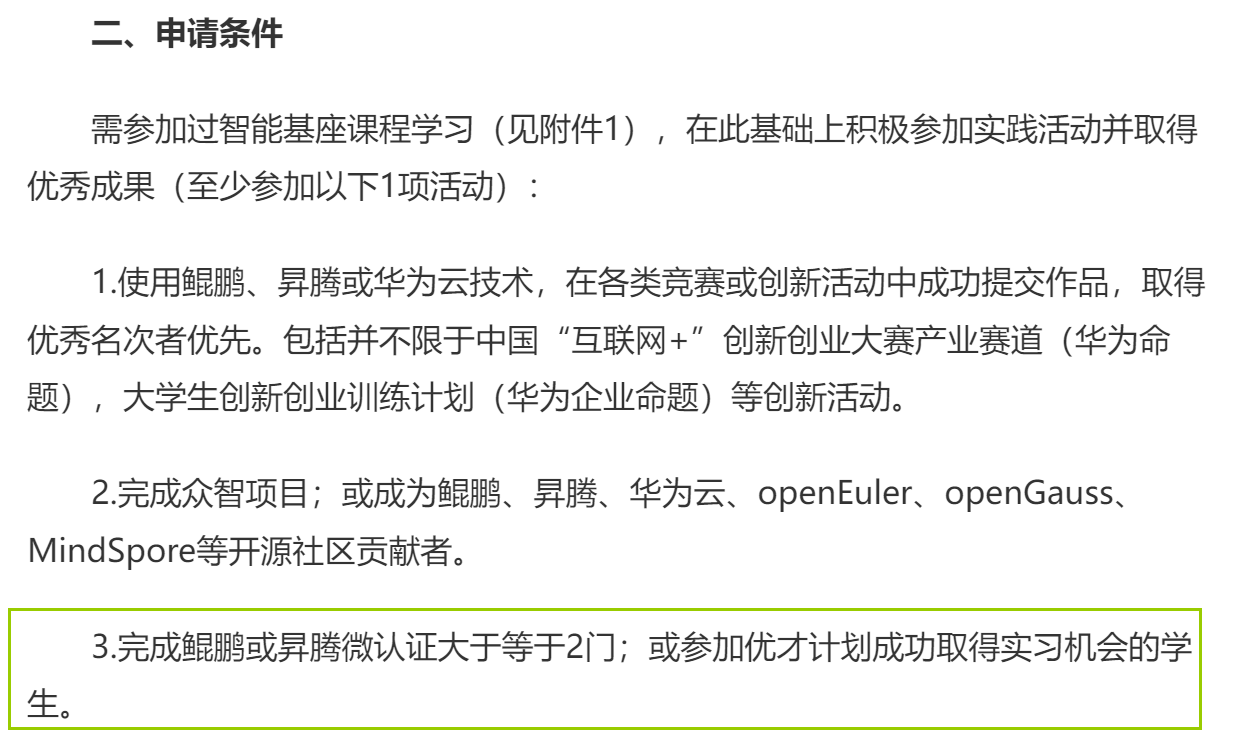 二、申请条件
需参加过智能基座课程学习（见附件1），在此基础上积极参加实践活动并取得
优秀成果（至少参加以下1项活动）：
1.使用鲲鹏、昇腾或华为云技术，在各类竞赛或创新活动中成功提交作品，取得
优秀名次者优先。包括并不限于中国“互联网+”创新创业大赛产业赛道（华为命
题），大学生创新创业训练计划（华为企业命题）等创新活动。
2.完成众智项目；或成为鲲鹏、昇腾、华为云、openEuler、openGauss、
MindSpore等开源社区贡献者。
3.完成鲲鹏或昇腾微认证大于等于2门；或参加优才计划成功取得实习机会的学
生。